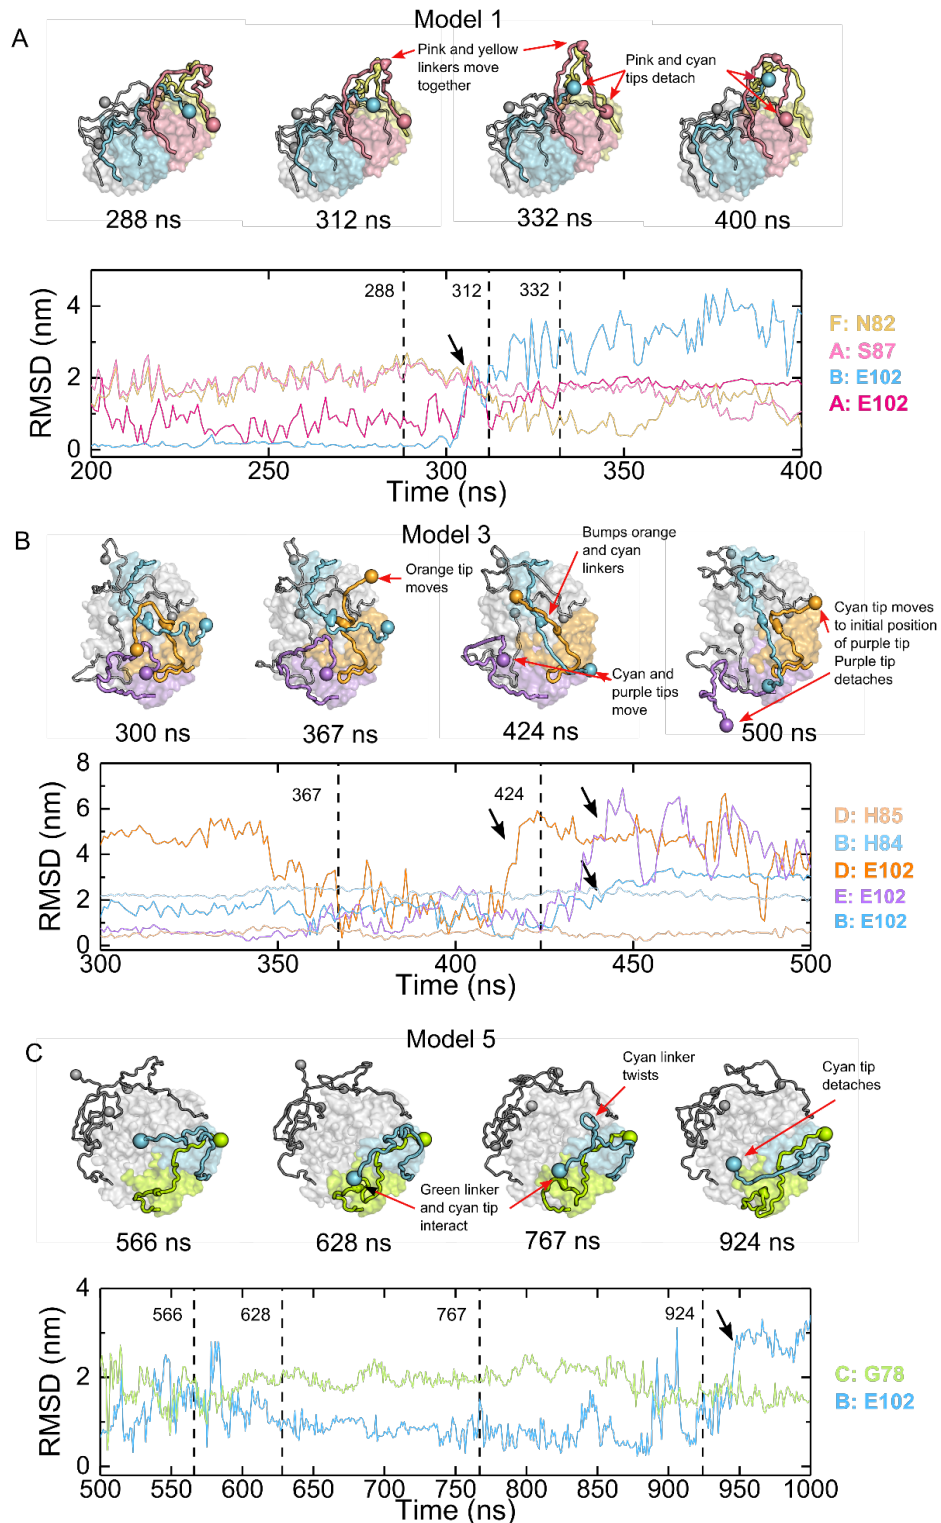 Model 1
A
Pink and yellow
linkers move
together
Pink and cyan
tips detach
288 ns
312 ns
332 ns
400 ns
288
312
332
4
2
0
RMSD (nm)
200
250
300
350
400
Time (ns)
F: N82
A: S87
B: E102
A: E102
B
Model 3
Orange tip
moves
Bumps orange
and cyan
linkers
Cyan and
purple tips
move
Cyan tip moves
to initial position
of purple tip
Purple tip
detaches
300 ns
367 ns
424 ns
500 ns
367
424
8
6
4
2
0
RMSD (nm)
300
350
400
450
500
Time (ns)
D: H85
B: H84
D: E102
E: E102
B: E102
C
Model 5
Cyan linker
twists
Cyan tip
detaches
Green linker
and cyan tip
interact
566 ns
628 ns
767 ns
924 ns
566
628
767
924
4
2
0
RMSD (nm)
500
550
600
650
700
750
800
850
900
950
1000
Time (ns)
C: G78
B: E102